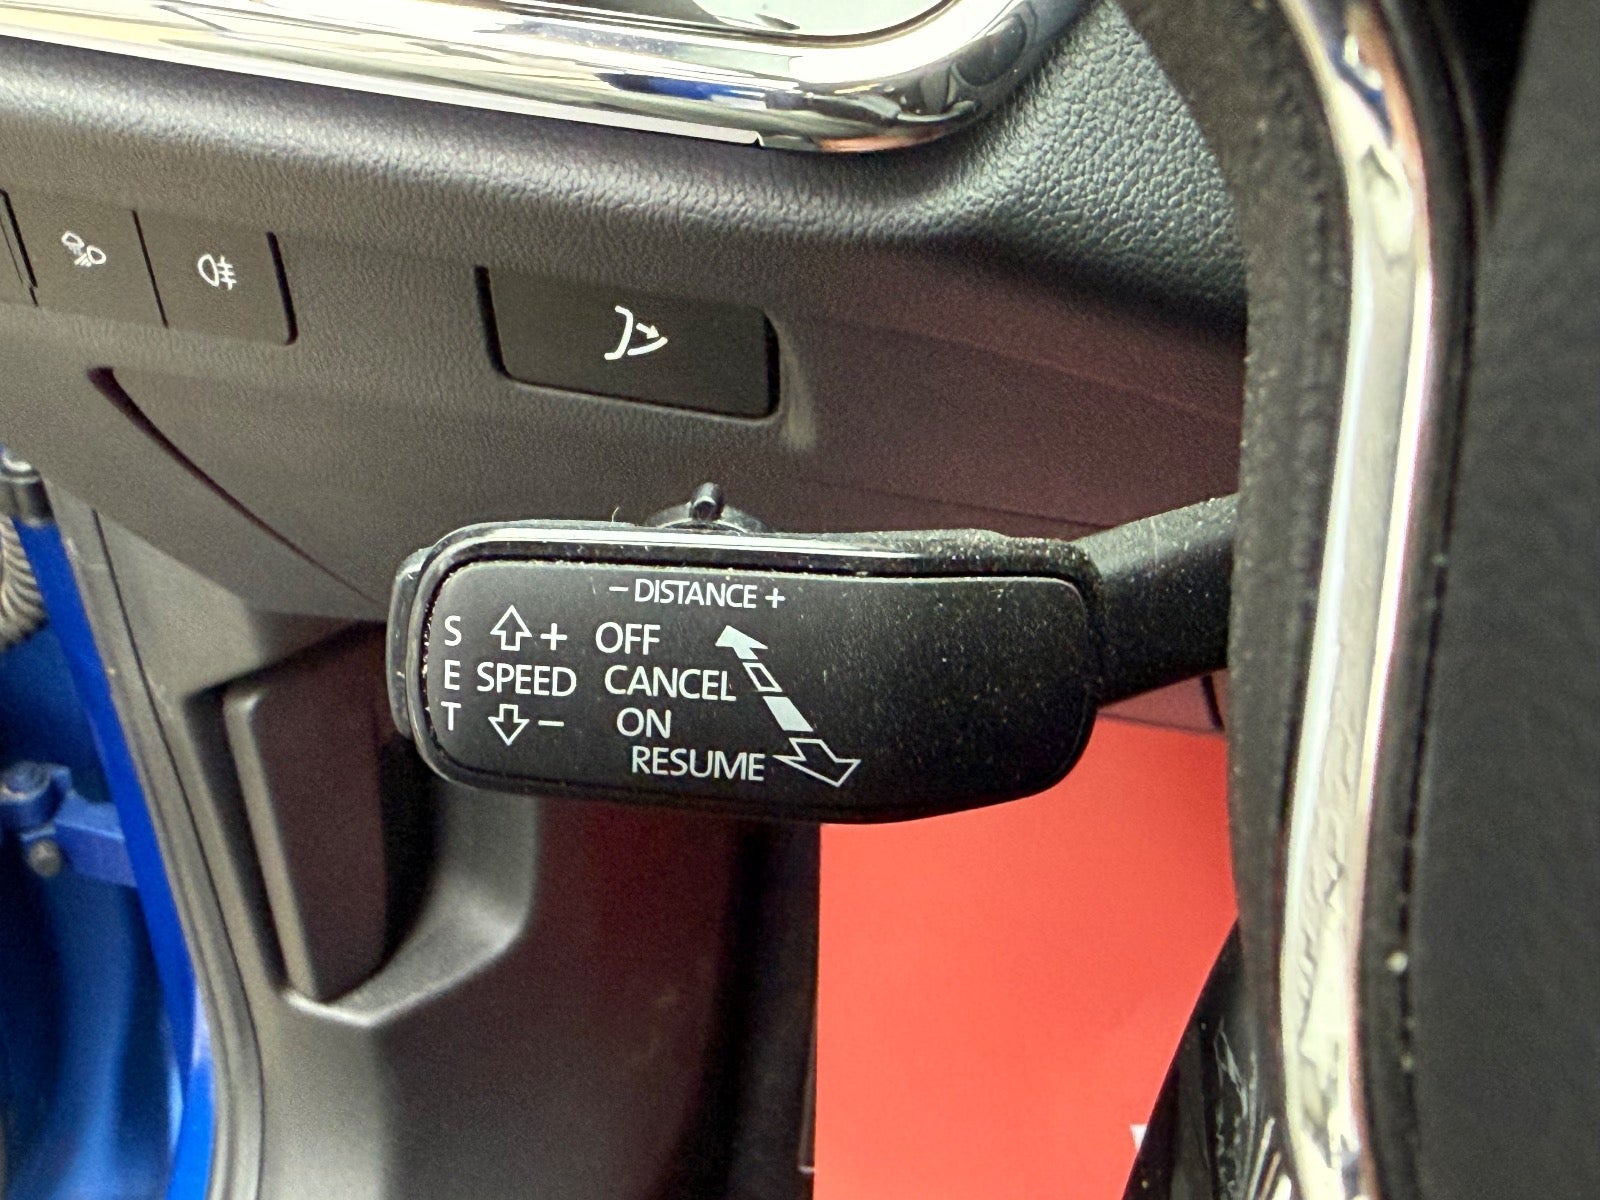 – DISTANCE +
S + OFF
E SPEED CANCEL
T – ON
RESUME